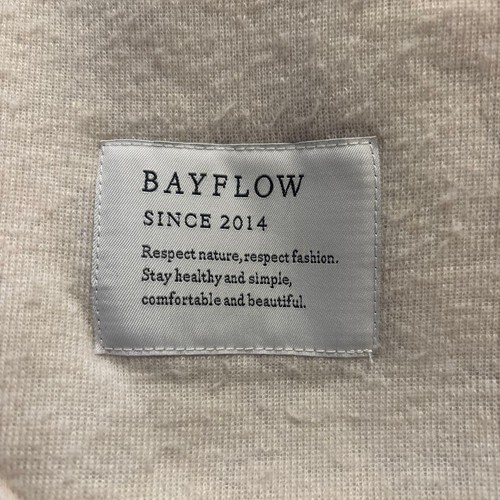 BAYFLOW
SINCE 2014
Respect nature, respect fashion.
Stay healthy and simple,
comfortable and beautiful.